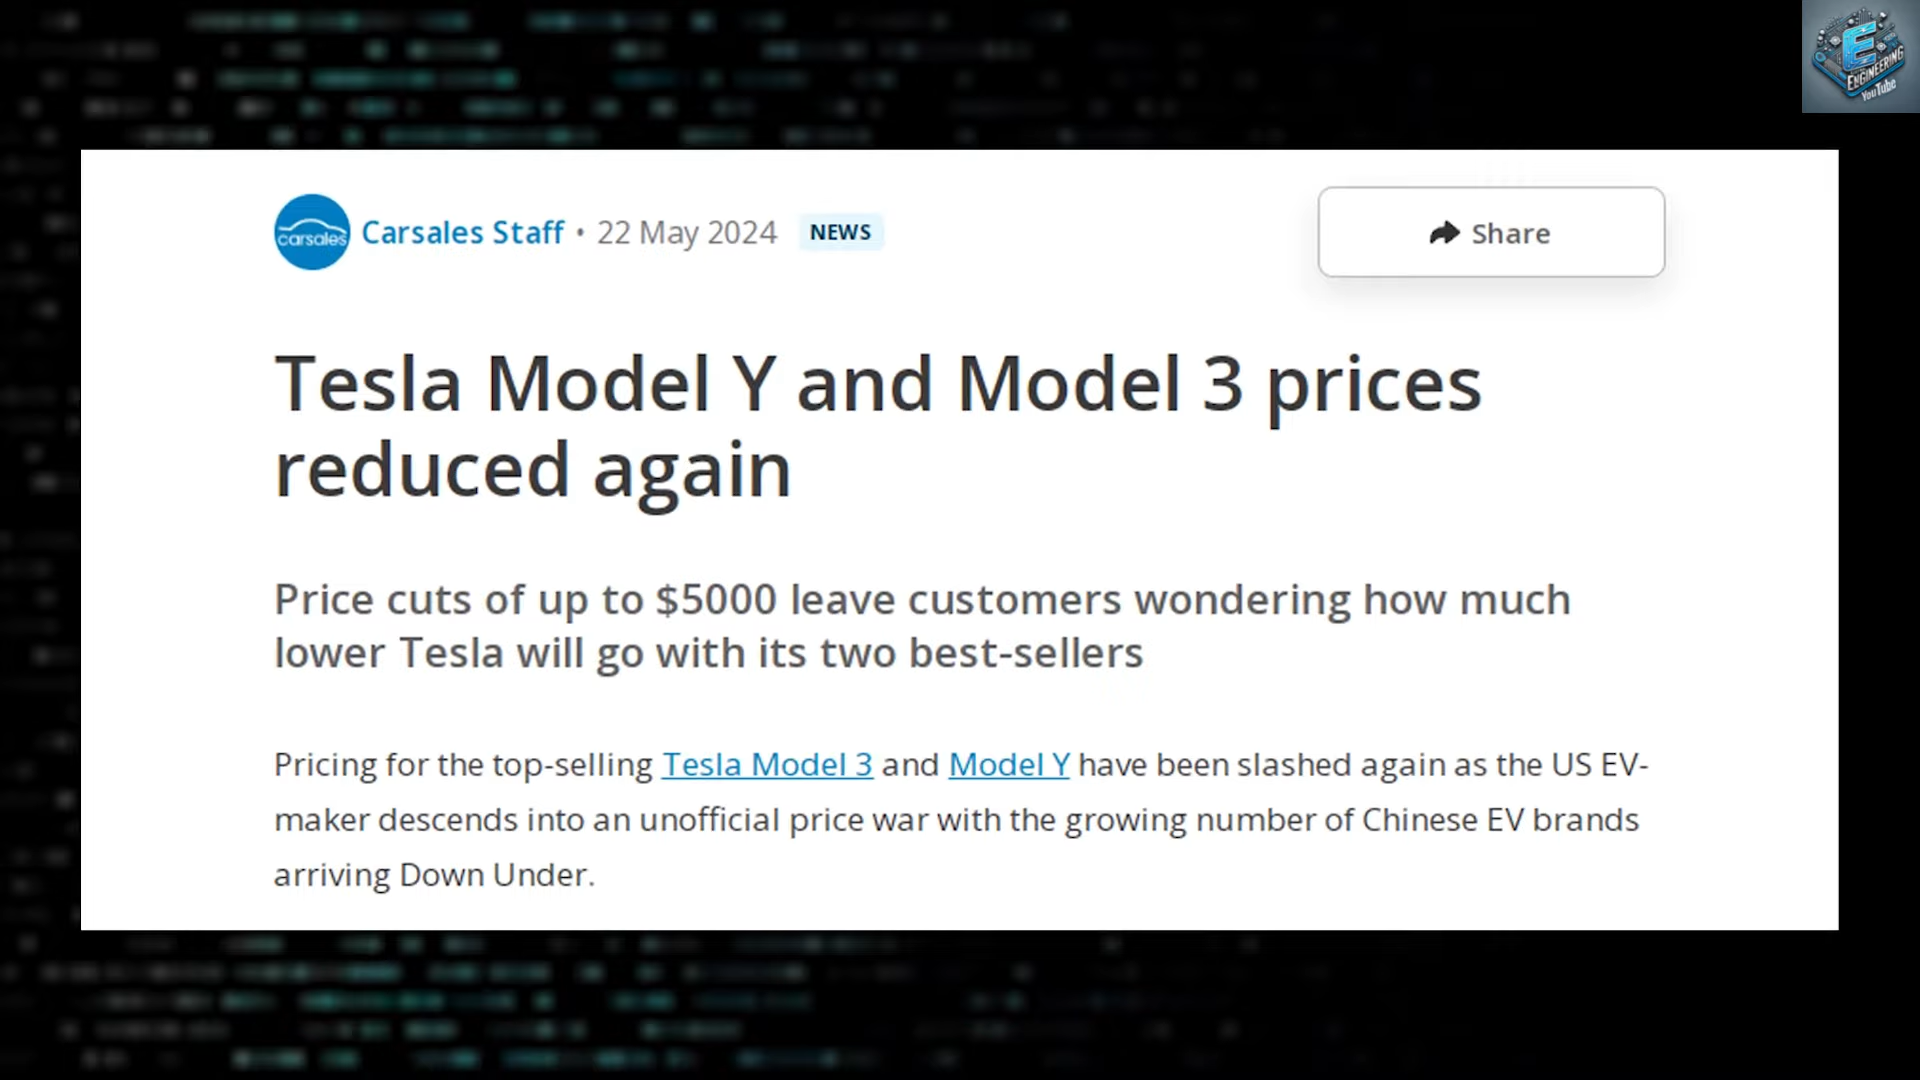 E
ENGINEERING
YouTube
carsales
Carsales Staff • 22 May 2024 NEWS
Share
Tesla Model Y and Model 3 prices
reduced again
Price cuts of up to $5000 leave customers wondering how much
lower Tesla will go with its two best-sellers
Pricing for the top-selling Tesla Model 3 and Model Y have been slashed again as the US EV-
maker descends into an unofficial price war with the growing number of Chinese EV brands
arriving Down Under.